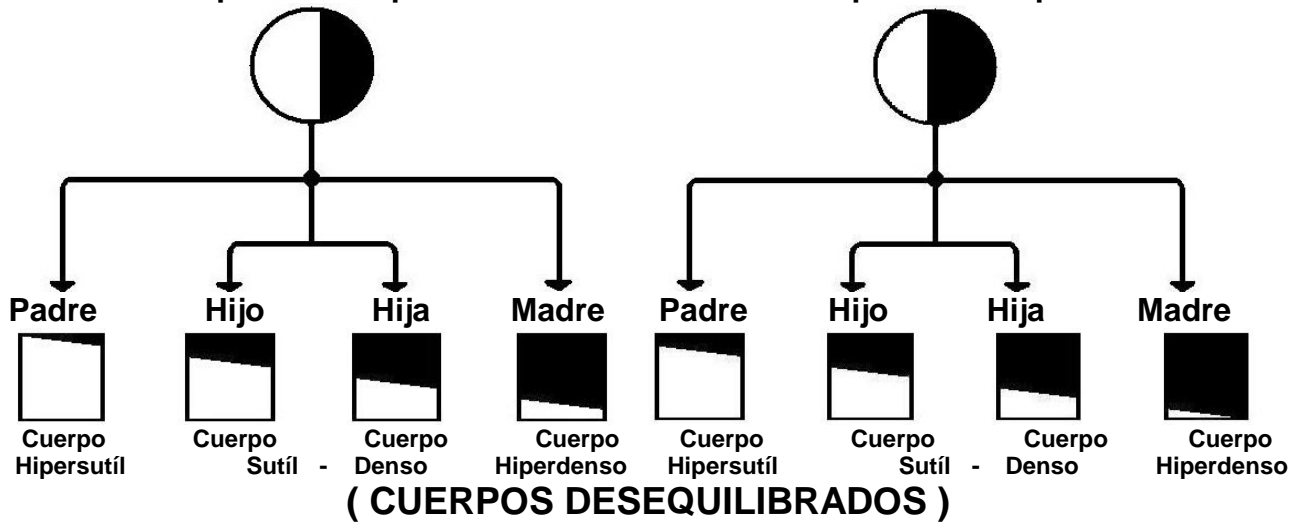 Padre Hijo Hija Madre Padre Hijo Hija Madre
Cuerpo Cuerpo Cuerpo Cuerpo Cuerpo Cuerpo Cuerpo Cuerpo
Hipersutíl Sutíl - Denso Hiperdenso Hipersutíl Sutíl - Denso Hiperdenso
( CUERPOS DESEQUILIBRADOS )